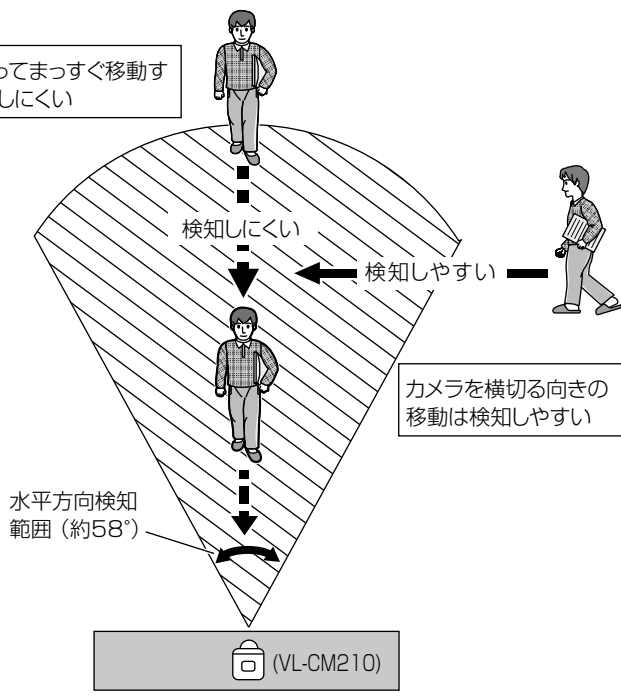 ってまっすぐ移動す
しにくい
検知しにくい
検知しやすい
カメラを横切る向きの
移動は検知しやすい
水平方向検知
範囲（約58°）
(VL-CM210)